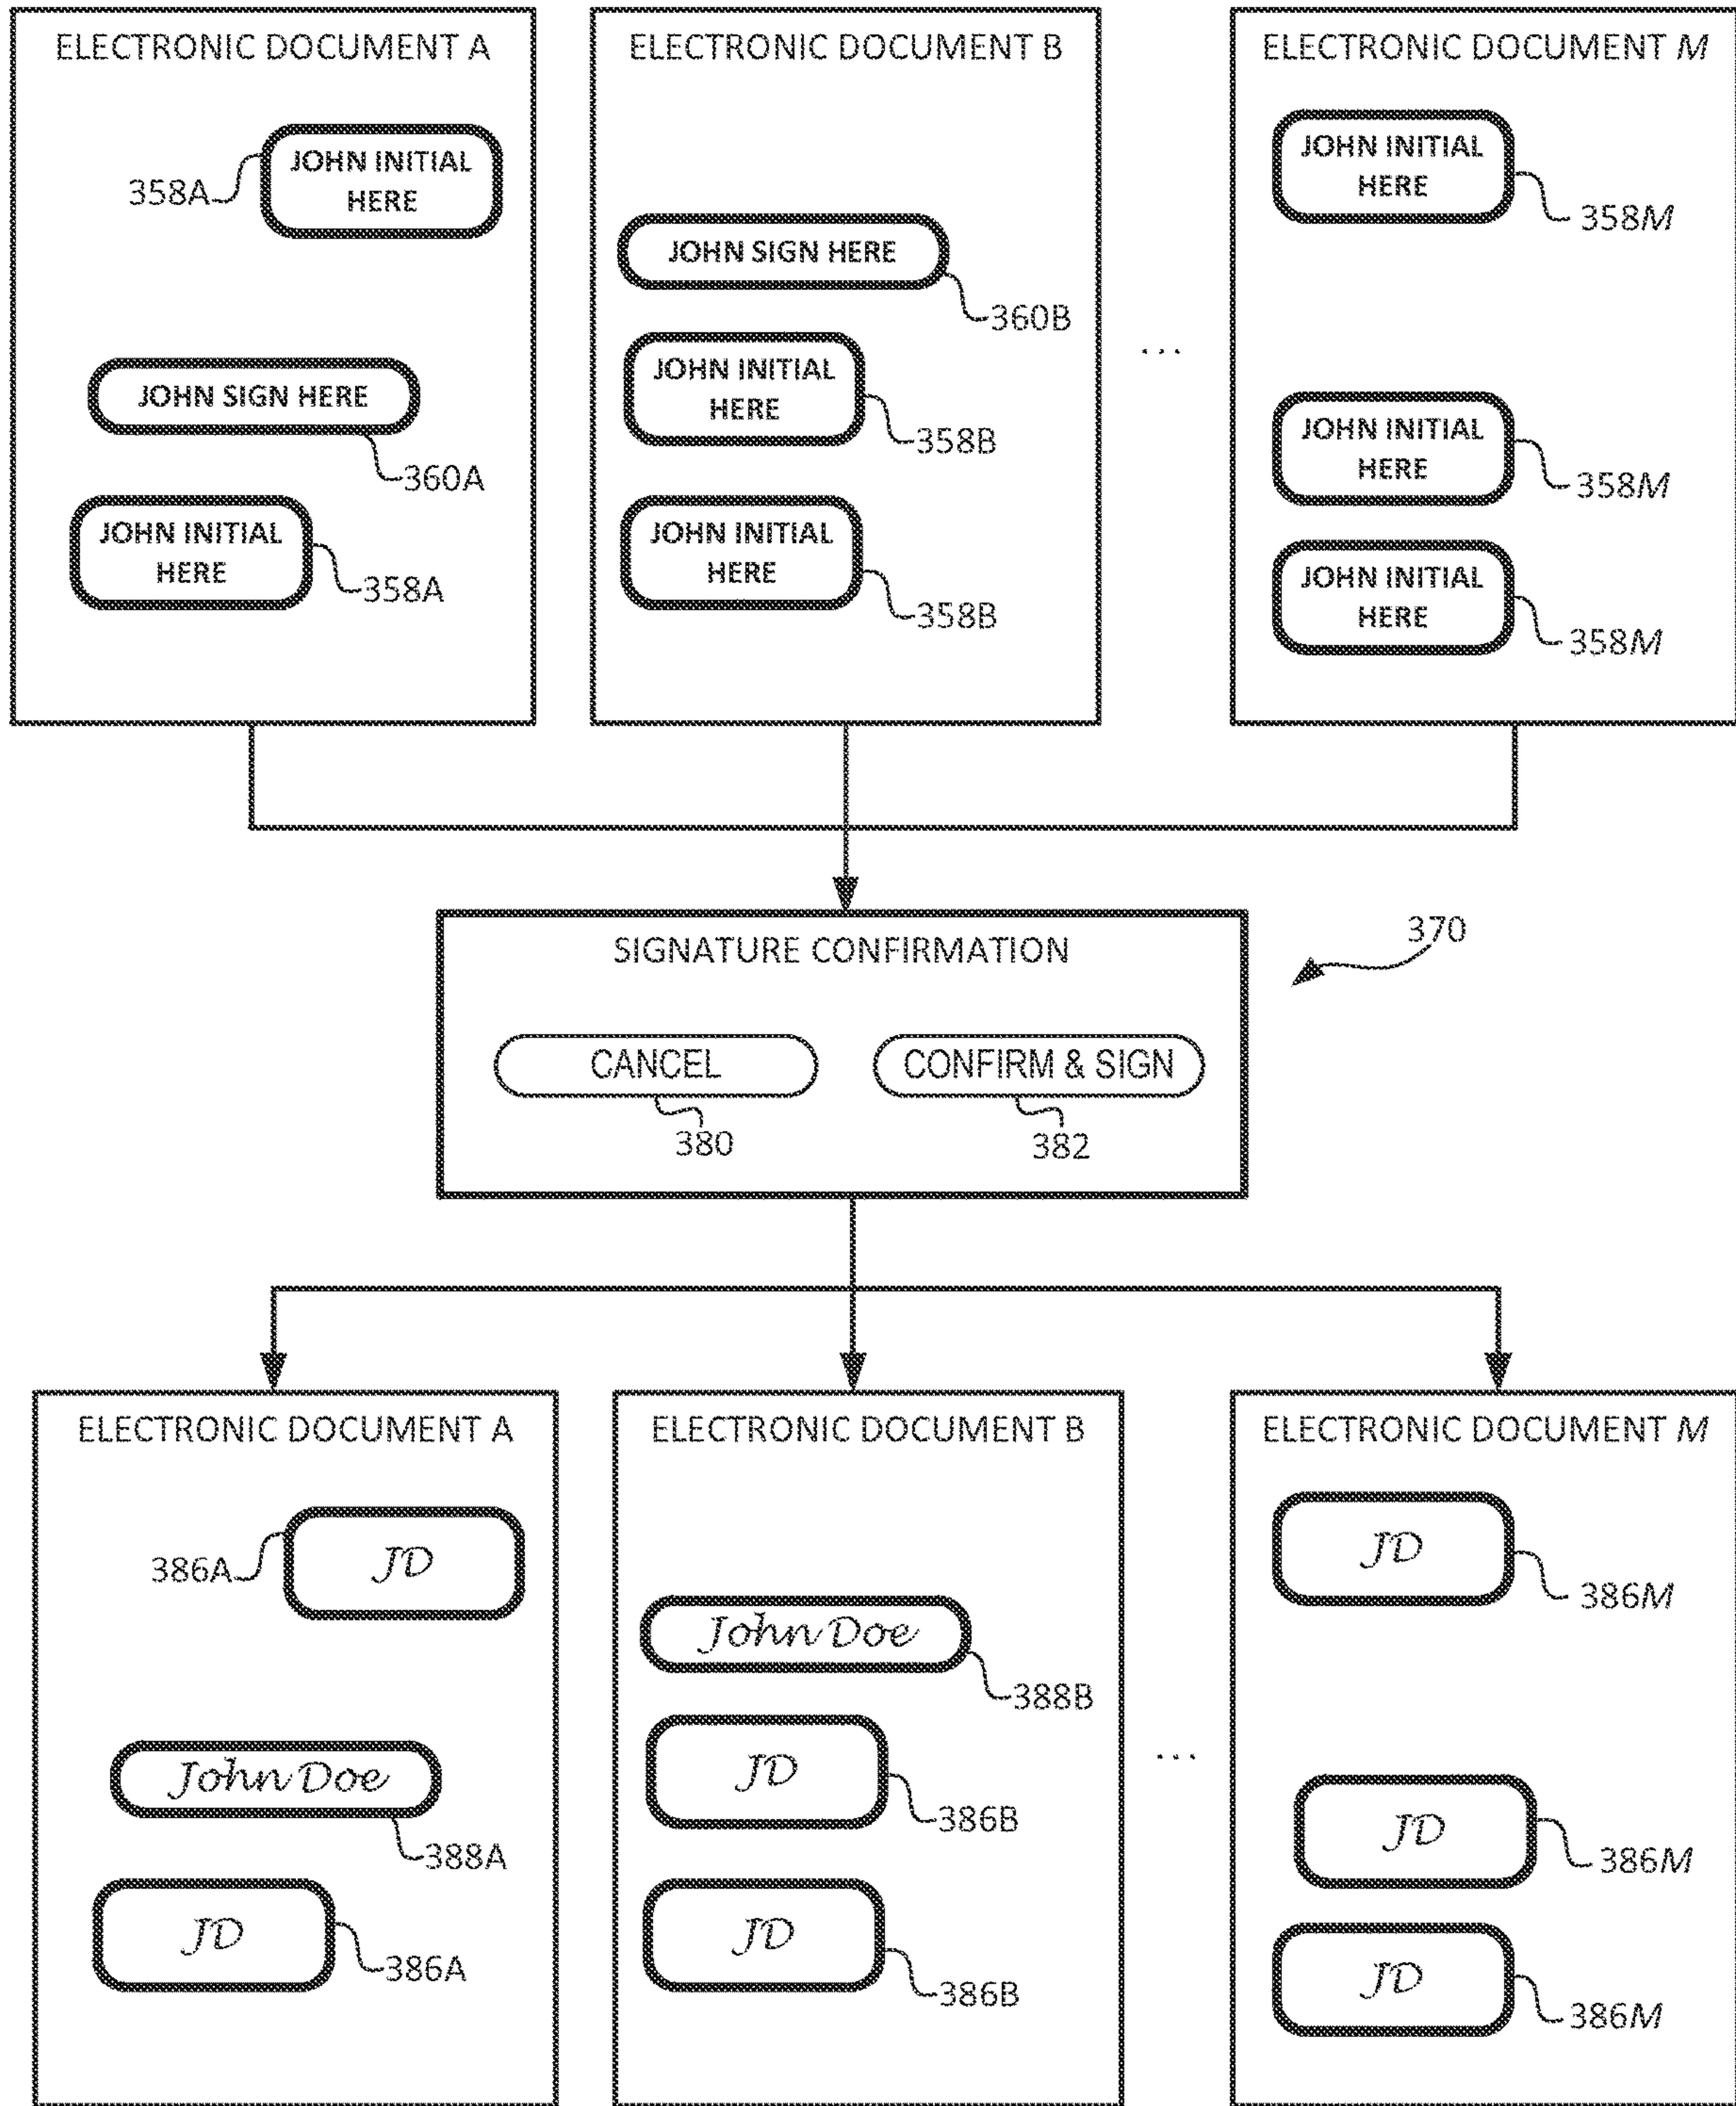 ELECTRONIC DOCUMENT A
JOHN INITIAL
HERE
358A
JOHN SIGN HERE
360A
JOHN INITIAL
HERE
358A
ELECTRONIC DOCUMENT B
JOHN SIGN HERE
360B
JOHN INITIAL
HERE
358B
JOHN INITIAL
HERE
358B
...
ELECTRONIC DOCUMENT M
JOHN INITIAL
HERE
358M
JOHN INITIAL
HERE
358M
JOHN INITIAL
HERE
358M
SIGNATURE CONFIRMATION
370
CANCEL
380
CONFIRM & SIGN
382
ELECTRONIC DOCUMENT A
JD
386A
John Doe
388A
JD
386A
ELECTRONIC DOCUMENT B
John Doe
388B
JD
386B
JD
386B
...
ELECTRONIC DOCUMENT M
JD
386M
JD
386M
JD
386M